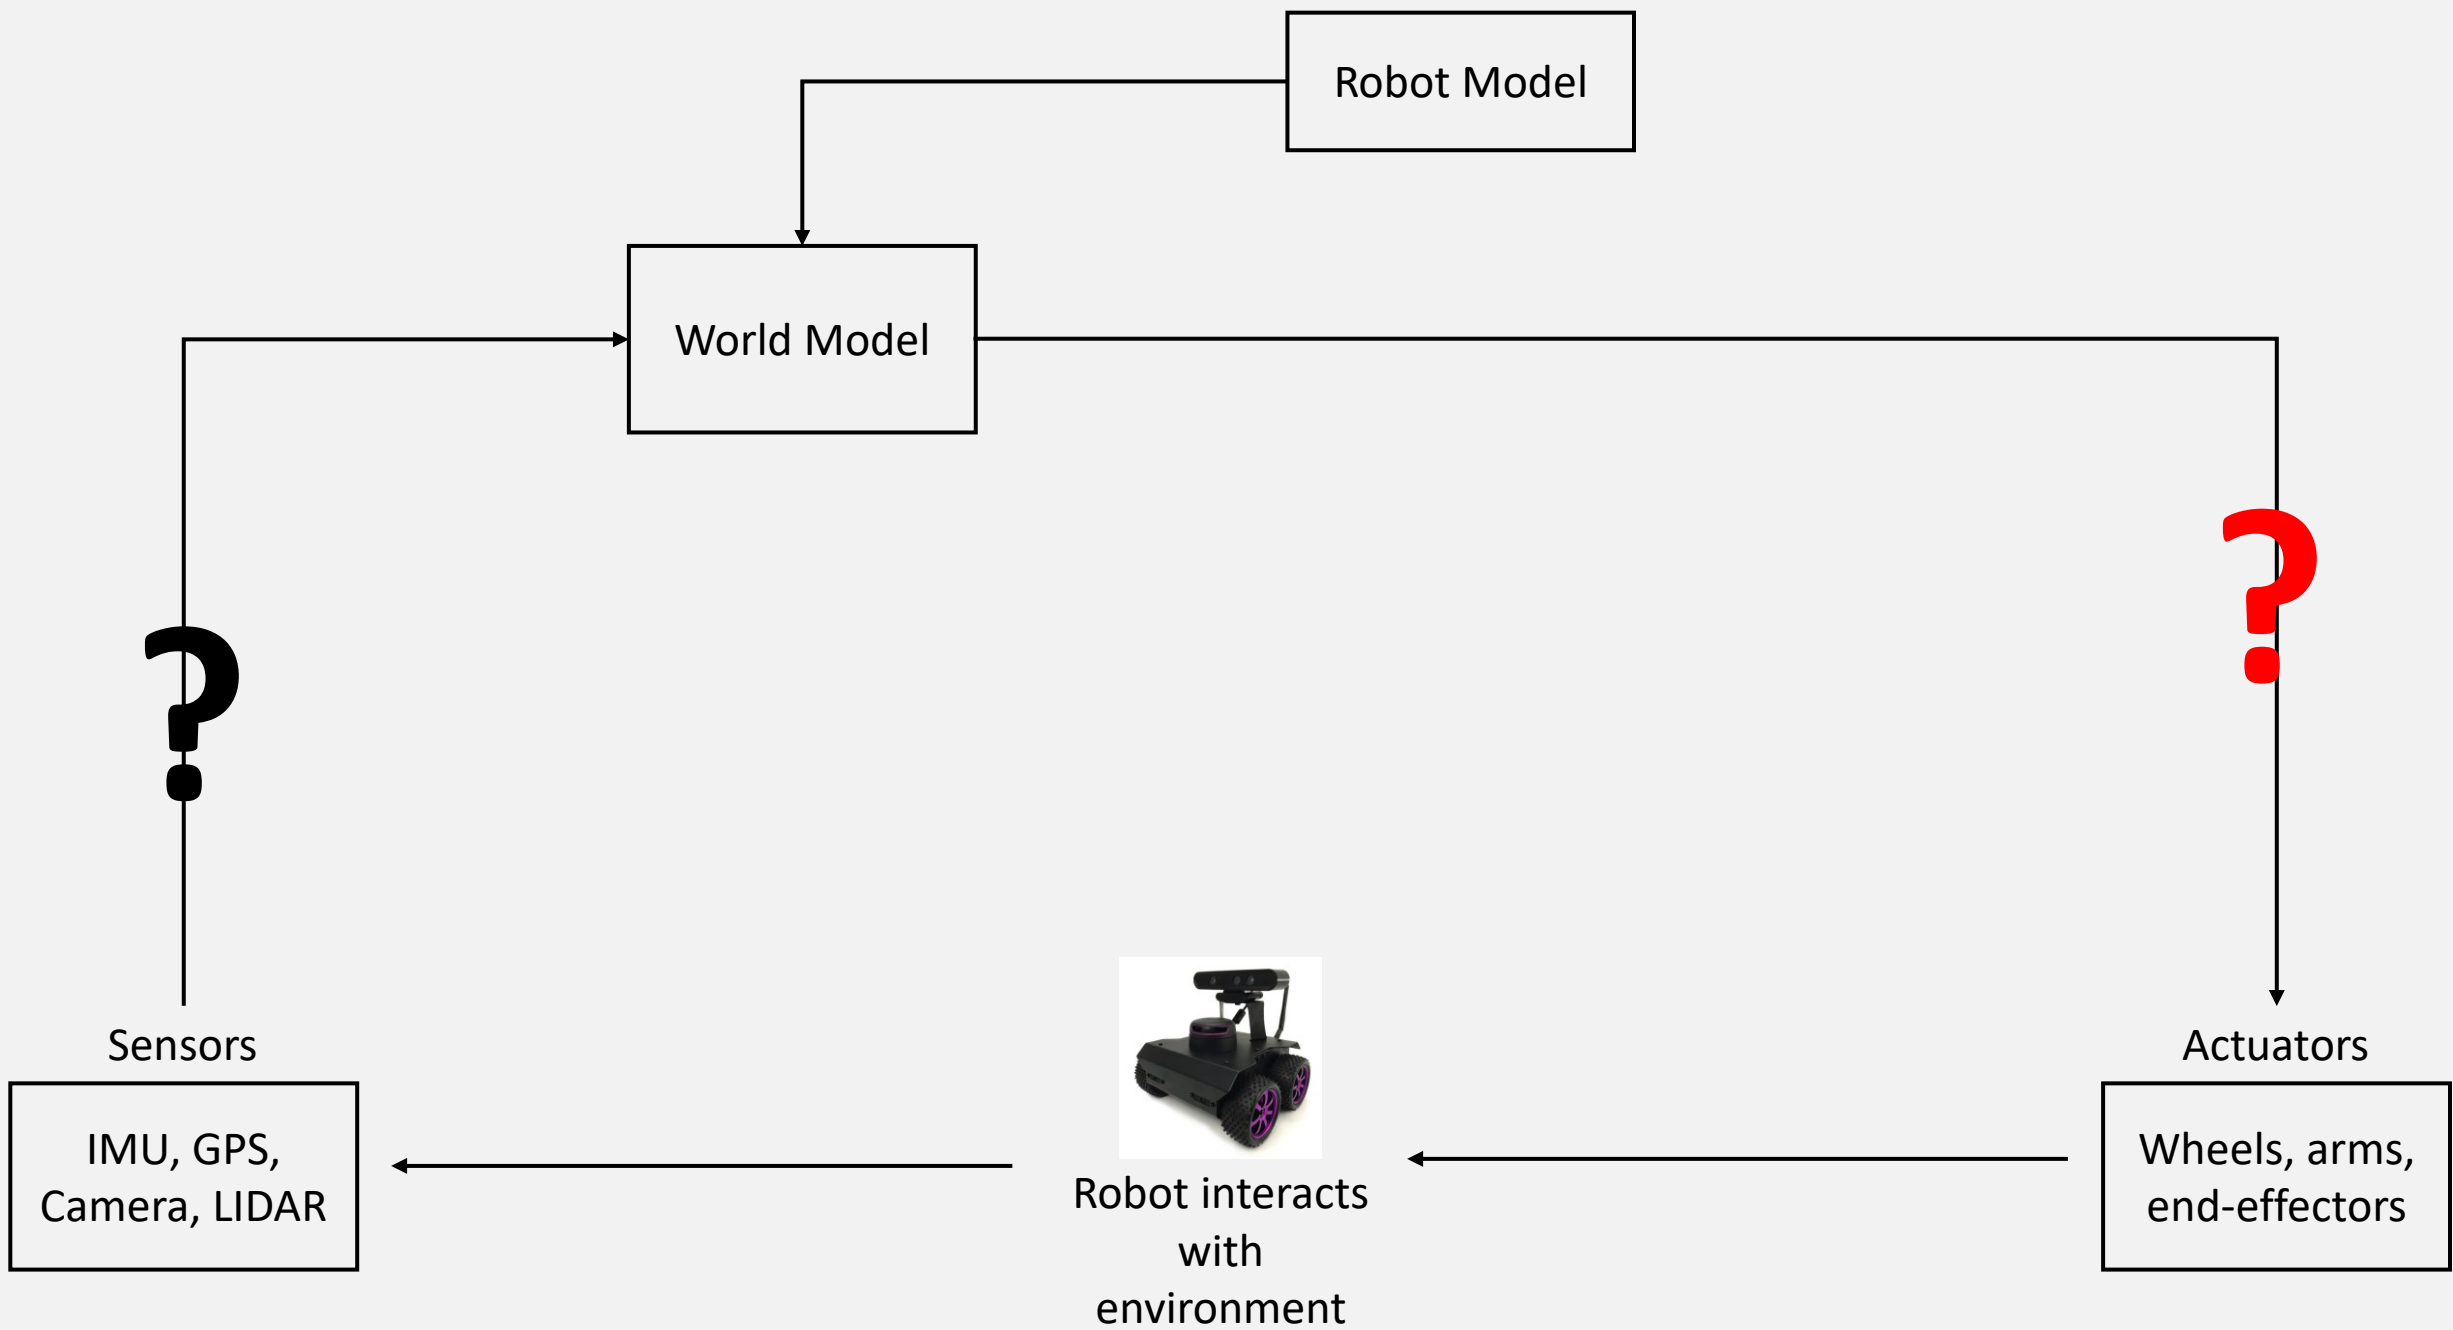 Robot Model
World Model
?
?
Sensors
IMU, GPS,
Camera, LIDAR
Robot interacts
with
environment
Actuators
Wheels, arms,
end-effectors